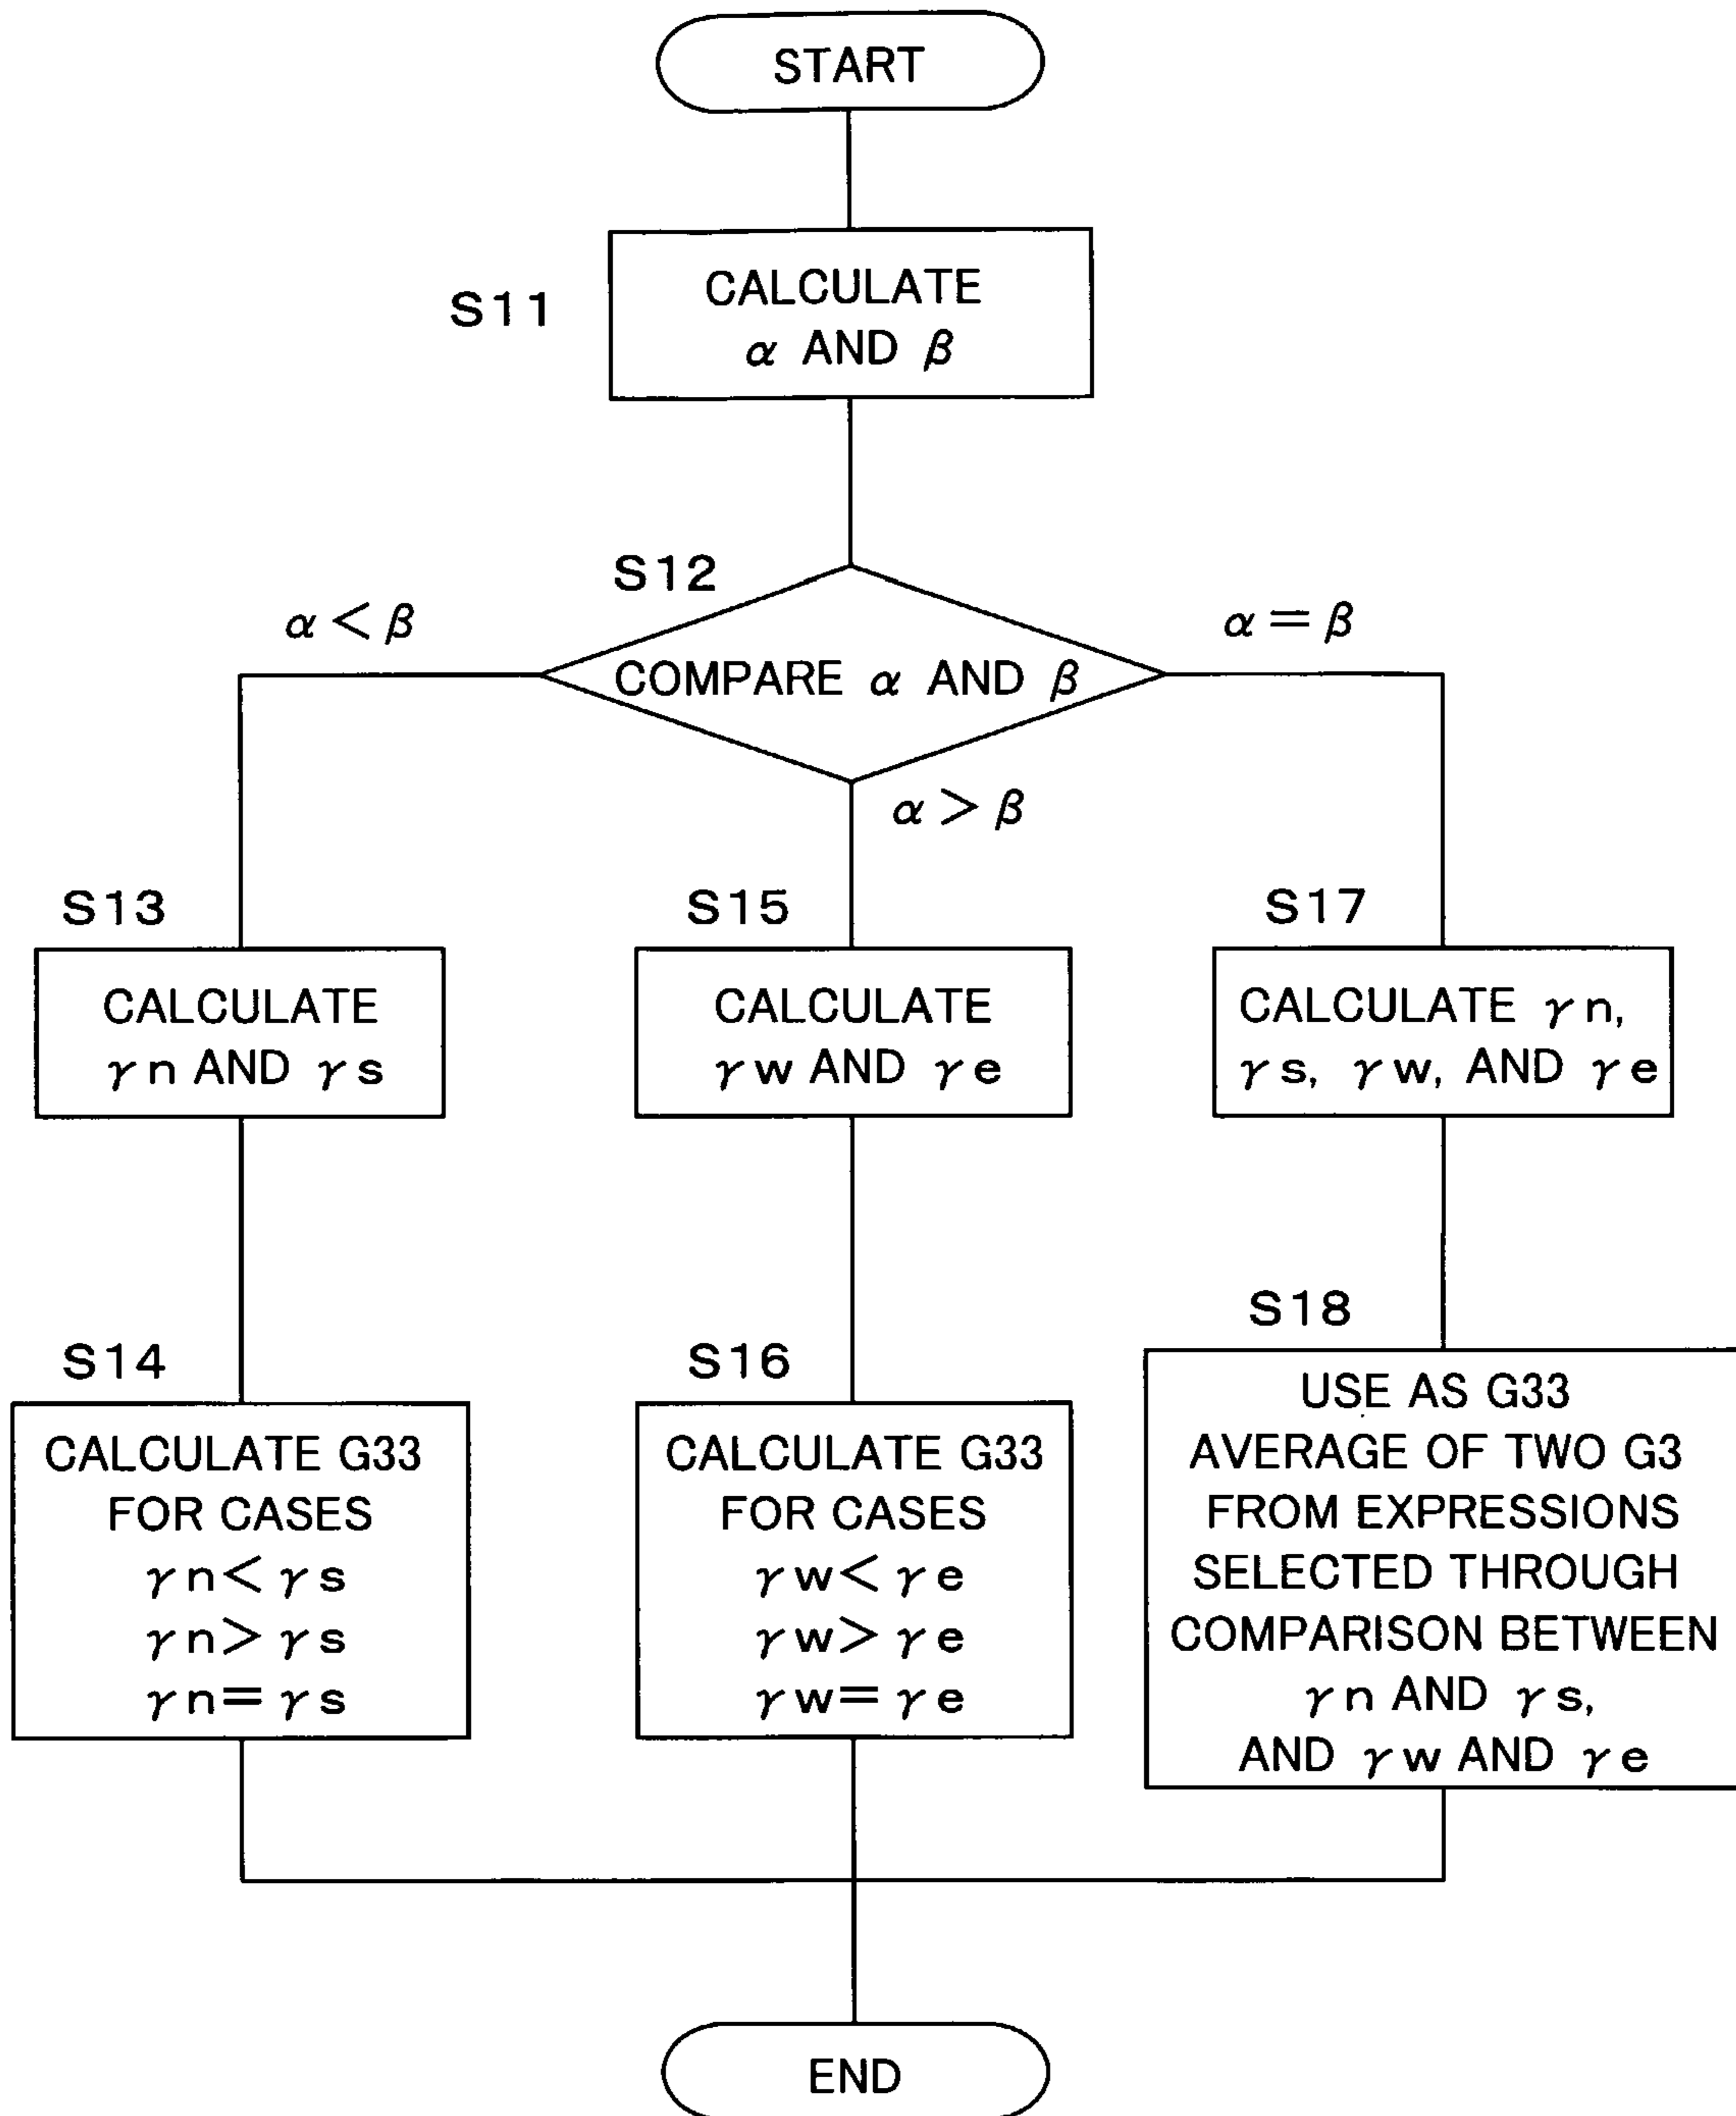 START
S11
CALCULATE
α AND β
S12
α < β
α = β
COMPARE α AND β
α > β
S13
CALCULATE
γn AND γs
S15
CALCULATE
γw AND γe
S17
CALCULATE γn,
γs, γw, AND γe
S14
CALCULATE G33
FOR CASES
γn< γs
γn> γs
γn= γs
S16
CALCULATE G33
FOR CASES
γw< γe
γw> γe
γw= γe
S18
USE AS G33
AVERAGE OF TWO G3
FROM EXPRESSIONS
SELECTED THROUGH
COMPARISON BETWEEN
γn AND γs,
AND γw AND γe
END